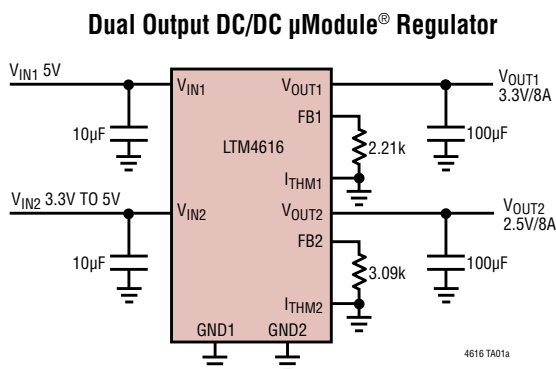 Dual Output DC/DC µModule® Regulator
VIN1 5V
VIN1
VOUT1
VOUT1
3.3V/8A
FB1
10µF
LTM4616
2.21k
100µF
ITHM1
VIN2 3.3V TO 5V
VIN2
VOUT2
VOUT2
2.5V/8A
FB2
10µF
3.09k
100µF
ITHM2
GND1
GND2
4616 TA01a